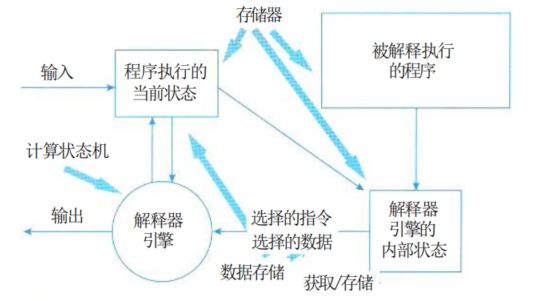 存储器
输入
程序执行的
当前状态
被解释执行
的程序
计算状态机
输出
解释器
引擎
选择的指令
选择的数据
数据存储
获取/存储
解释器
引擎的
内部状态